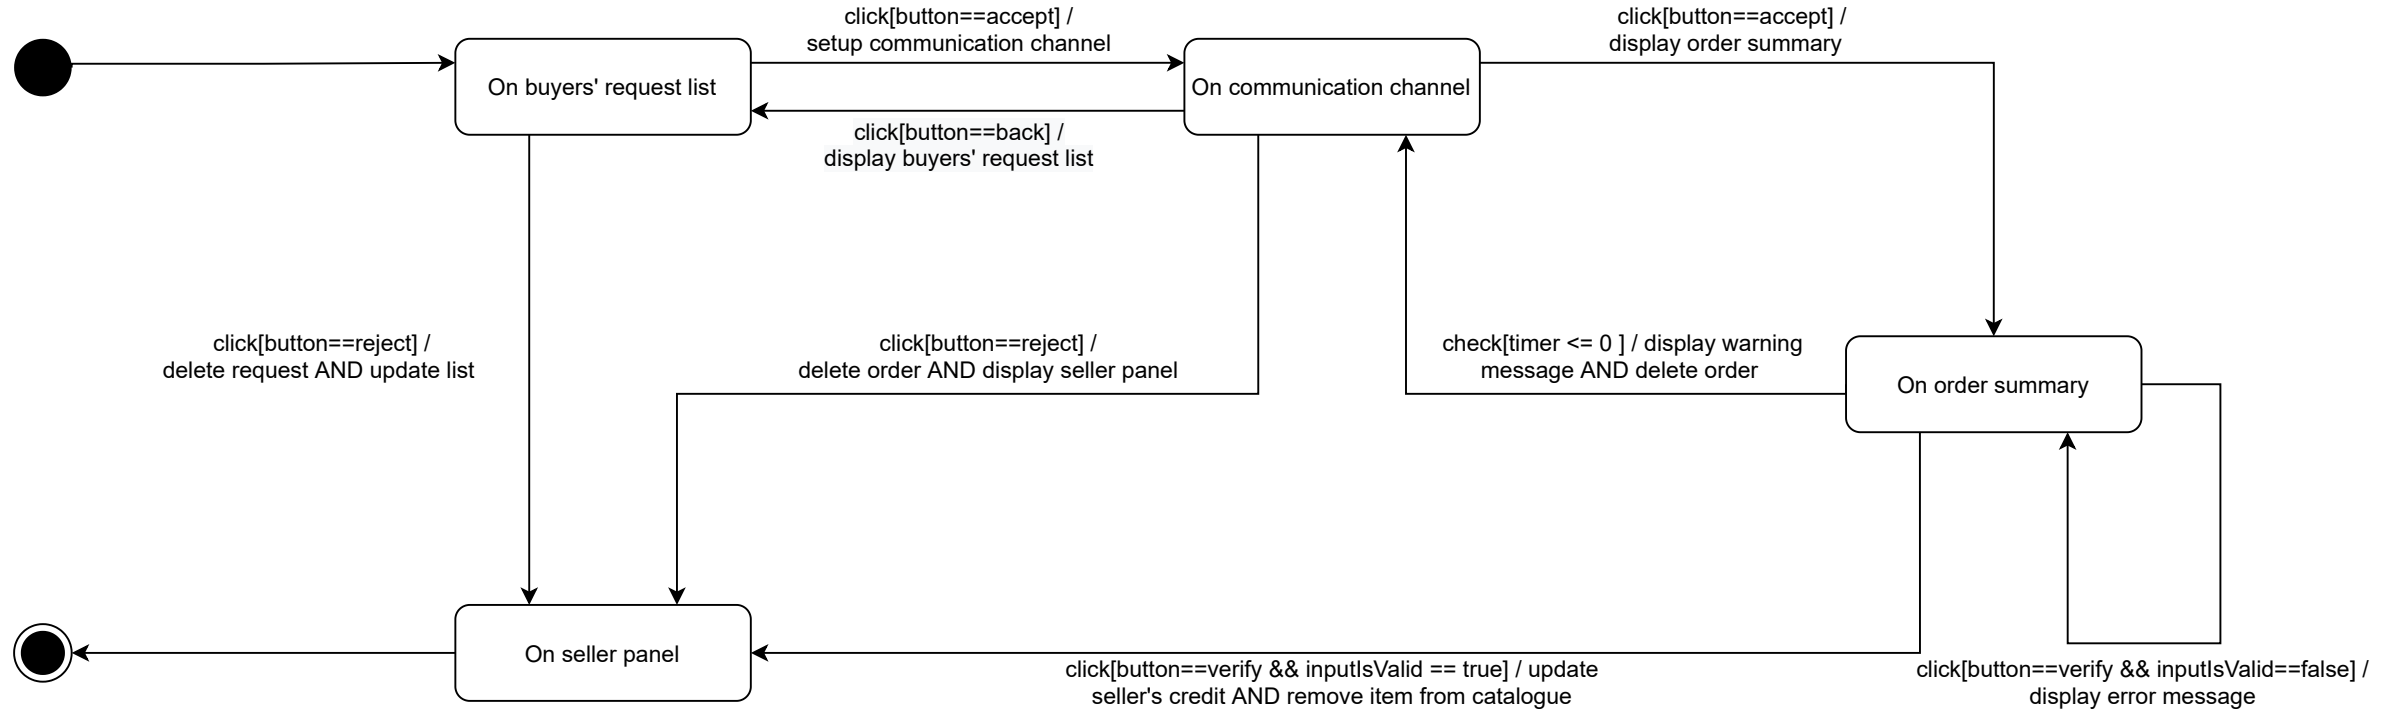 click[button==accept] /
setup communication channel
click[button==accept] /
display order summary
On buyers' request list
On communication channel
click[button==back] /
display buyers' request list
click[button==reject] /
delete request AND update list
click[button==reject] /
delete order AND display seller panel
check[timer <= 0 ] / display warning
message AND delete order
On order summary
On seller panel
click[button==verify && inputIsValid == true] / update
seller's credit AND remove item from catalogue
click[button==verify && inputIsValid==false] /
display error message